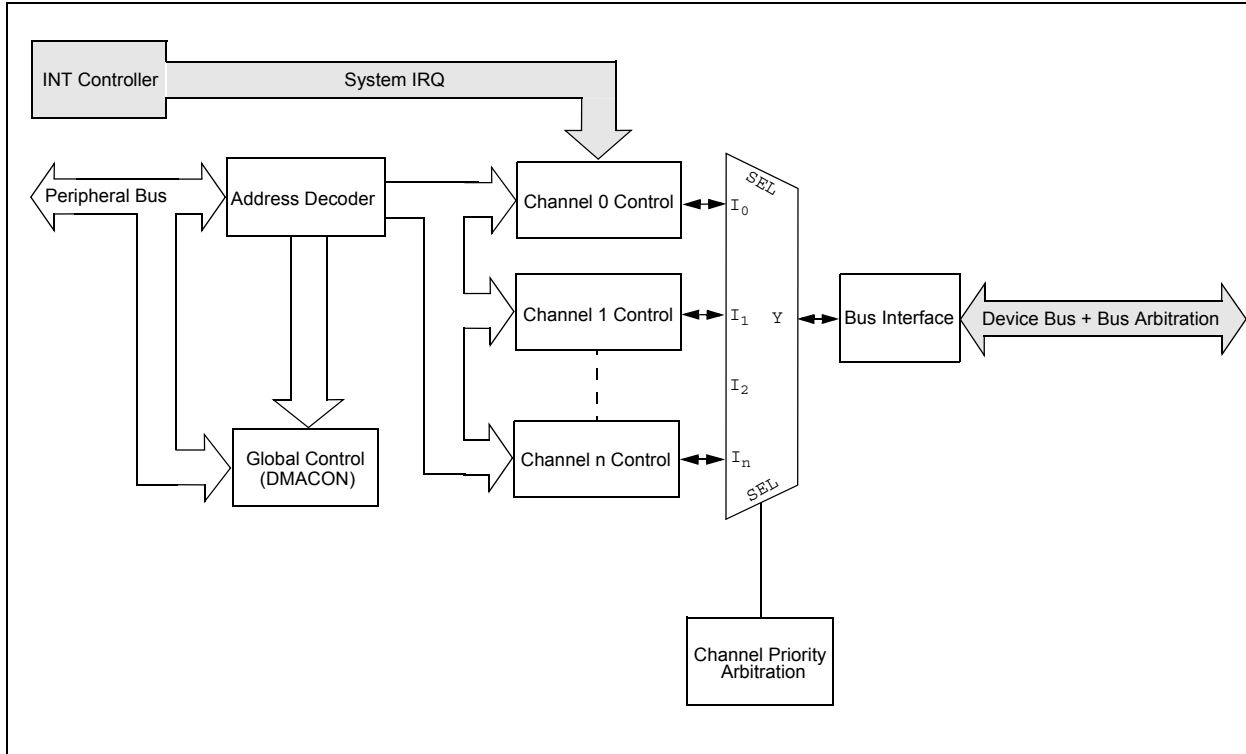 INT Controller
System IRQ
Peripheral Bus
Address Decoder
Channel 0 Control
SEL
I0
Channel 1 Control
I1
Y
Bus Interface
Device Bus + Bus Arbitration
I2
Global Control
(DMACON)
Channel n Control
In
SEL
Channel Priority
Arbitration